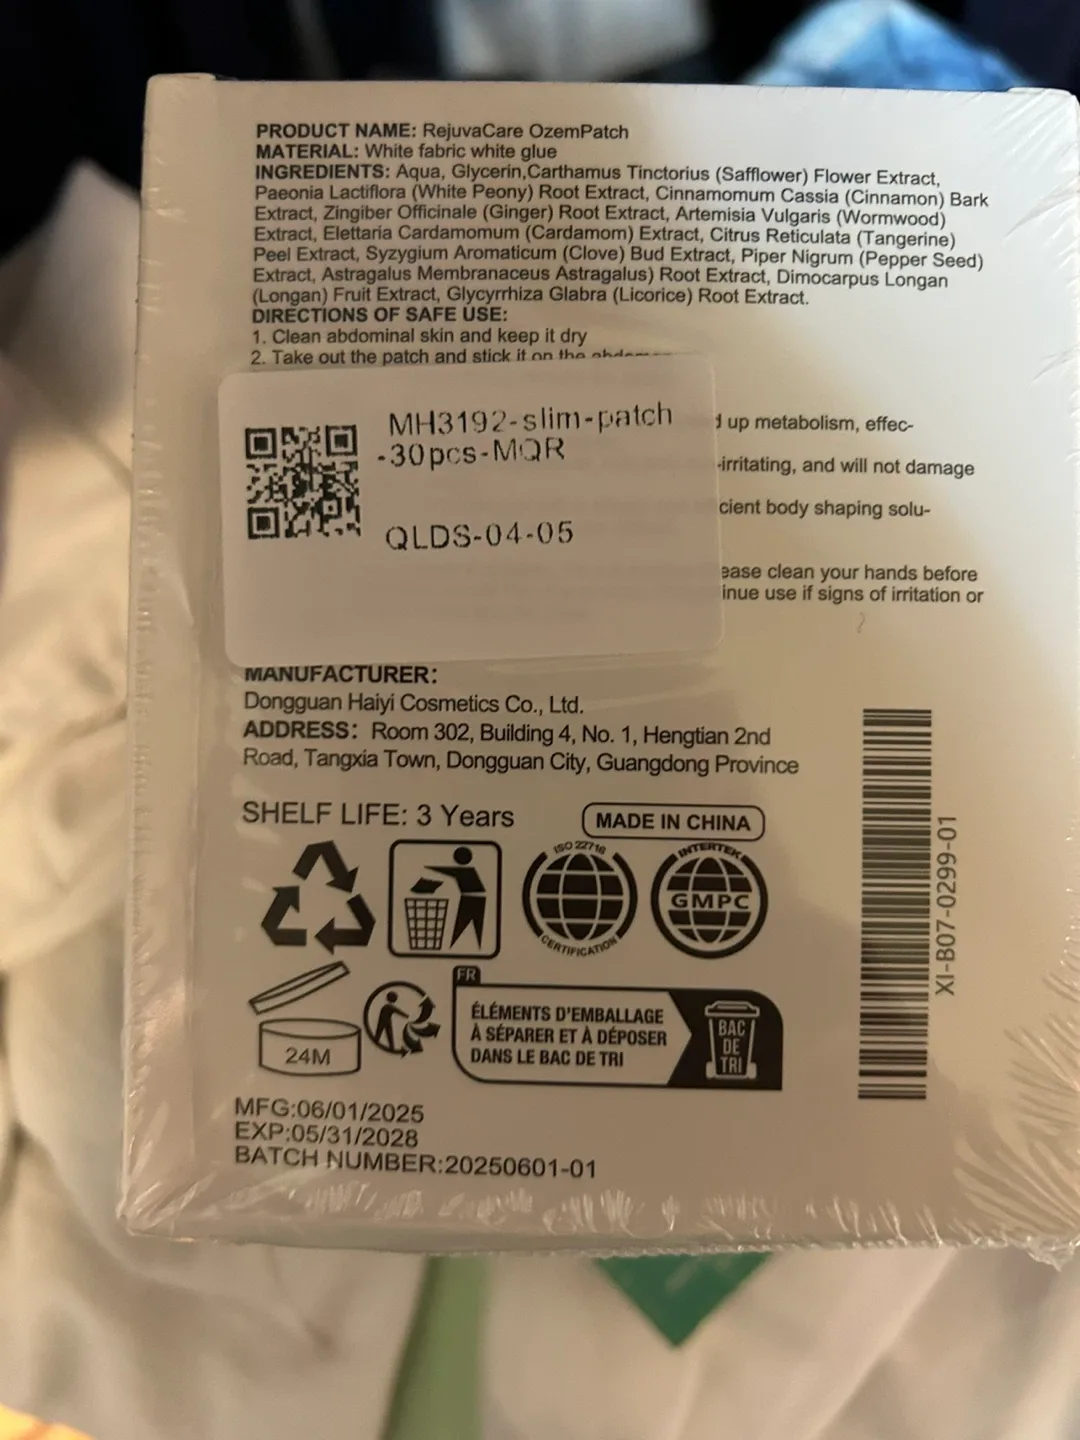 PRODUCT NAME: RejuvaCare OzemPatch
MATERIAL: White fabric white glue
INGREDIENTS: Aqua, Glycerin,Carthamus Tinctorius (Safflower) Flower Extract,
Paeonia Lactiflora (White Peony) Root Extract, Cinnamomum Cassia (Cinnamon) Bark
Extract, Zingiber Officinale (Ginger) Root Extract, Artemisia Vulgaris (Wormwood)
Extract, Elettaria Cardamomum (Cardamom) Extract, Citrus Reticulata (Tangerine)
Peel Extract, Syzygium Aromaticum (Clove) Bud Extract, Piper Nigrum (Pepper Seed)
Extract, Astragalus Membranaceus Astragalus) Root Extract, Dimocarpus Longan
(Longan) Fruit Extract, Glycyrrhiza Glabra (Licorice) Root Extract.
DIRECTIONS OF SAFE USE:
1. Clean abdominal skin and keep it dry
2. Take out the patch and stick it on the
up metabolism, effec-
-irritating, and will not damage
cient body shaping solu-
ease clean your hands before
inue use if signs of irritation or
MH3192-slim-patch
-30pcs-MQR
QLDS-04-05
MANUFACTURER:
Dongguan Haiyi Cosmetics Co., Ltd.
ADDRESS: Room 302, Building 4, No. 1, Hengtian 2nd
Road, Tangxia Town, Dongguan City, Guangdong Province
SHELF LIFE: 3 Years
MADE IN CHINA
ISO 22716
CERTIFICATION
INTERTEK
GMPC
24M
FR
ÉLÉMENTS D'EMBALLAGE
À SÉPARER ET À DÉPOSER
DANS LE BAC DE TRI
BAC
DE
TRI
XI-B07-0299-01
MFG:06/01/2025
EXP:05/31/2028
BATCH NUMBER:20250601-01